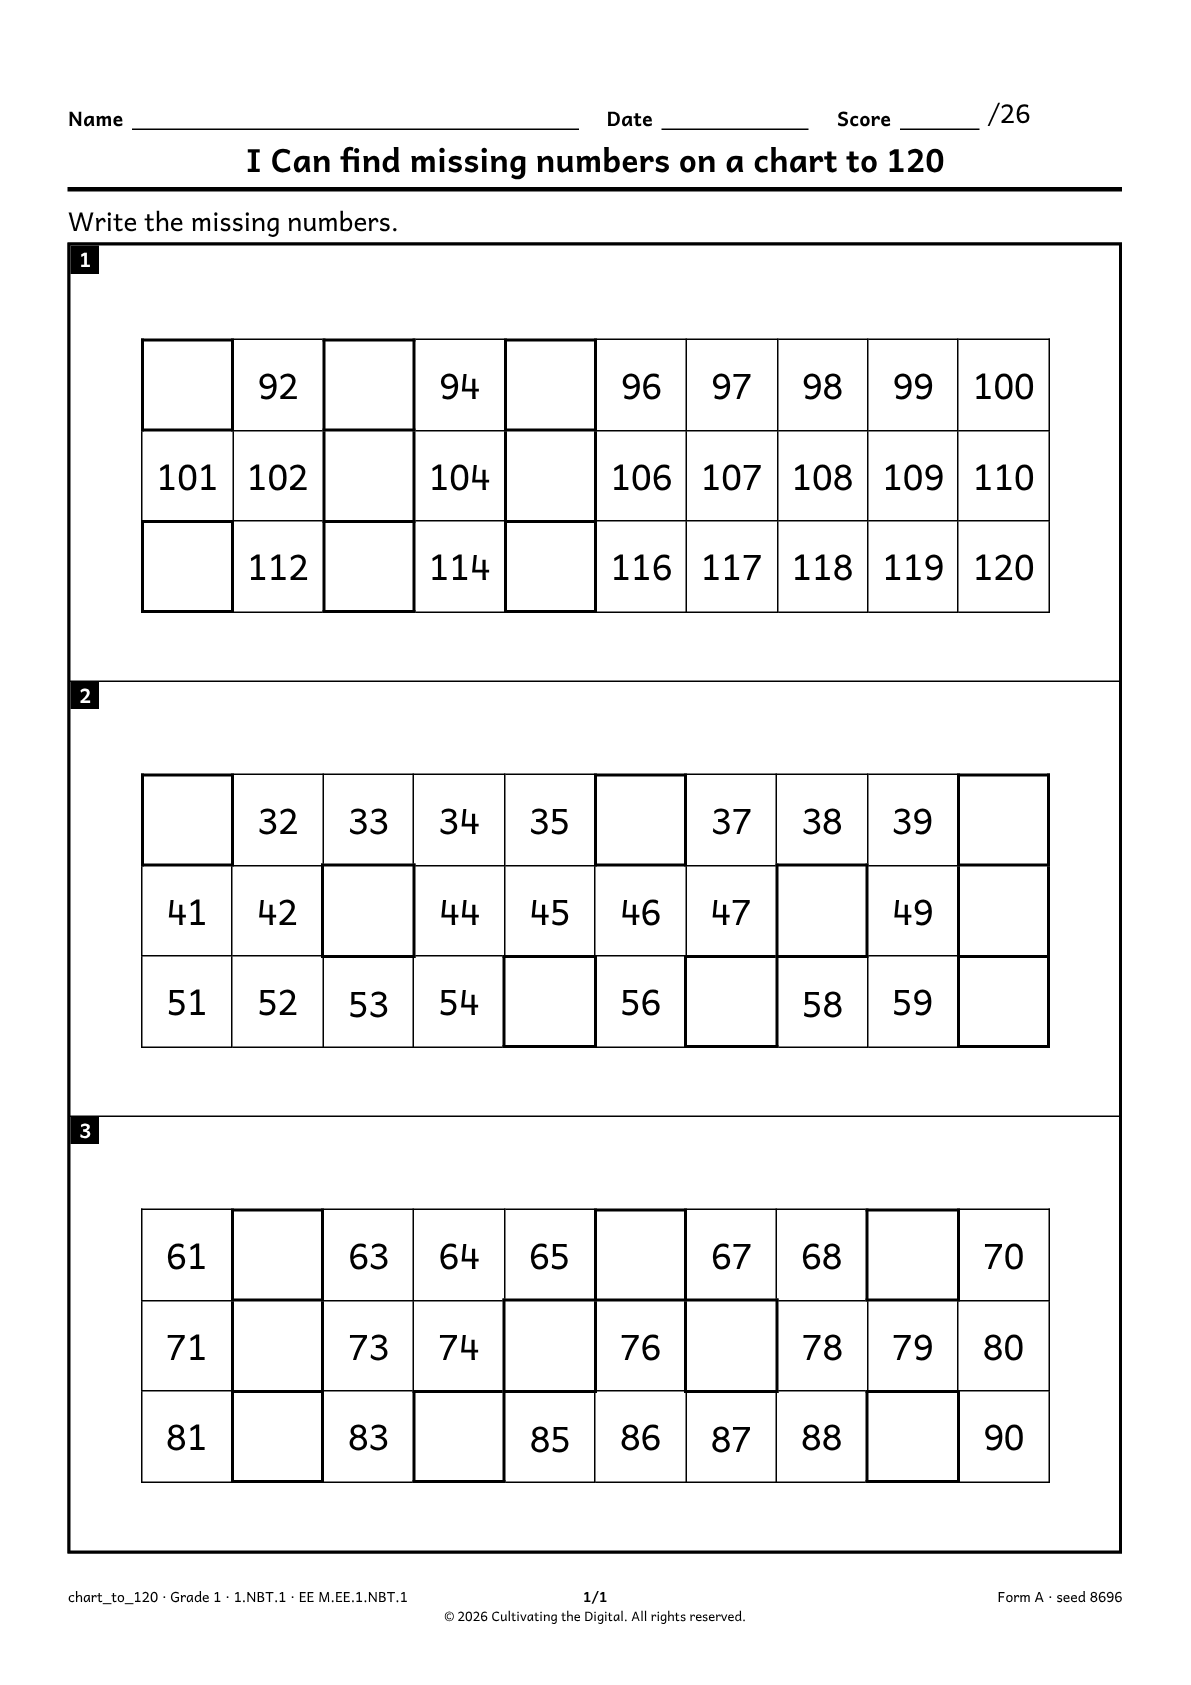 Name Date Score /26
I Can find missing numbers on a chart to 120
Write the missing numbers.
1
92 94 96 97 98 99 100
101 102 104 106 107 108 109 110
112 114 116 117 118 119 120
2
32 33 34 35 37 38 39
41 42 44 45 46 47 49
51 52 53 54 56 58 59
3
61 63 64 65 67 68 70
71 73 74 76 78 79 80
81 83 85 86 87 88 90
chart_to_120 · Grade 1 · 1.NBT.1 · EE M.EE.1.NBT.1 1/1 Form A · seed 8696
© 2026 Cultivating the Digital. All rights reserved.